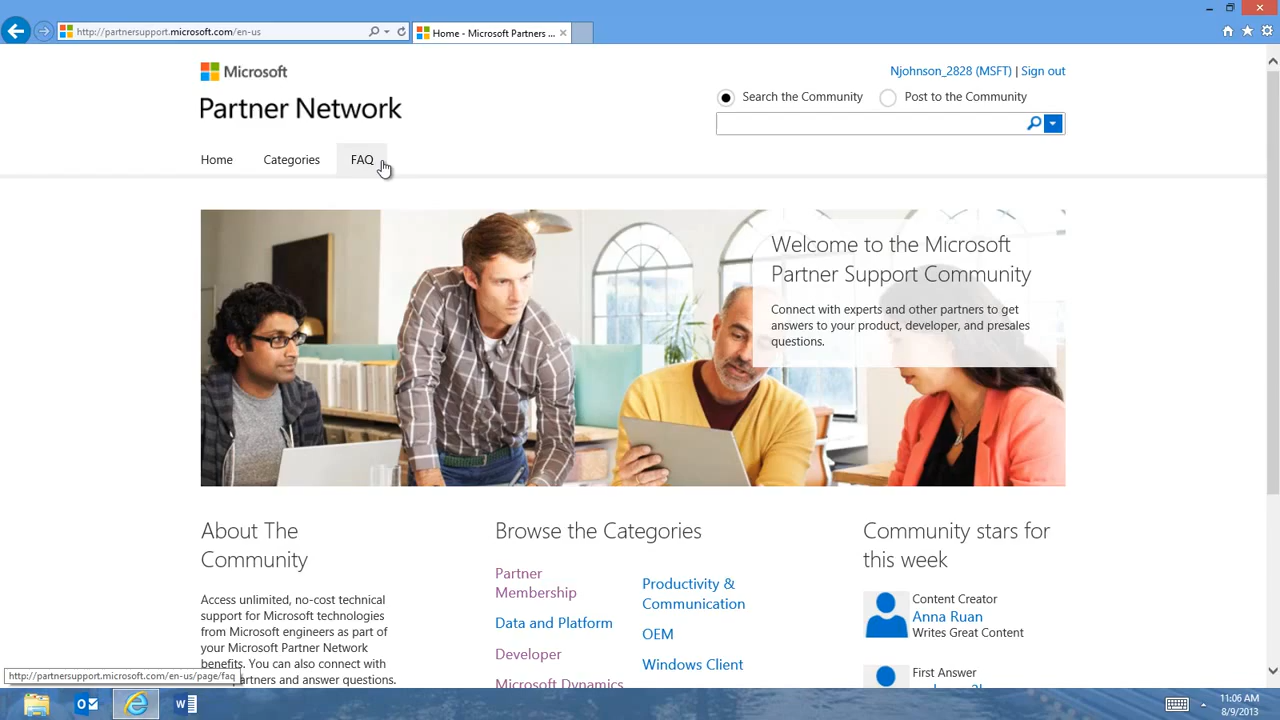 http://partnersupport.microsoft.com/en-us
Home - Microsoft Partners ...
Microsoft
Partner Network
Njohnson_2828 (MSFT) | Sign out
Search the Community
Post to the Community
Home
Categories
FAQ
Welcome to the Microsoft
Partner Support Community
Connect with experts and other partners to get
answers to your product, developer, and presales
questions.
About The
Community
Access unlimited, no-cost technical
support for Microsoft technologies
from Microsoft engineers as part of
your Microsoft Partner Network
benefits. You can also connect with
artners and answer questions.
Browse the Categories
Partner
Membership
Data and Platform
Developer
Microsoft Dynamics
Productivity &
Communication
OEM
Windows Client
Community stars for
this week
Content Creator
Anna Ruan
Writes Great Content
First Answer
http://partnersupport.microsoft.com/en-us/page/faq
11:06 AM
8/9/2013